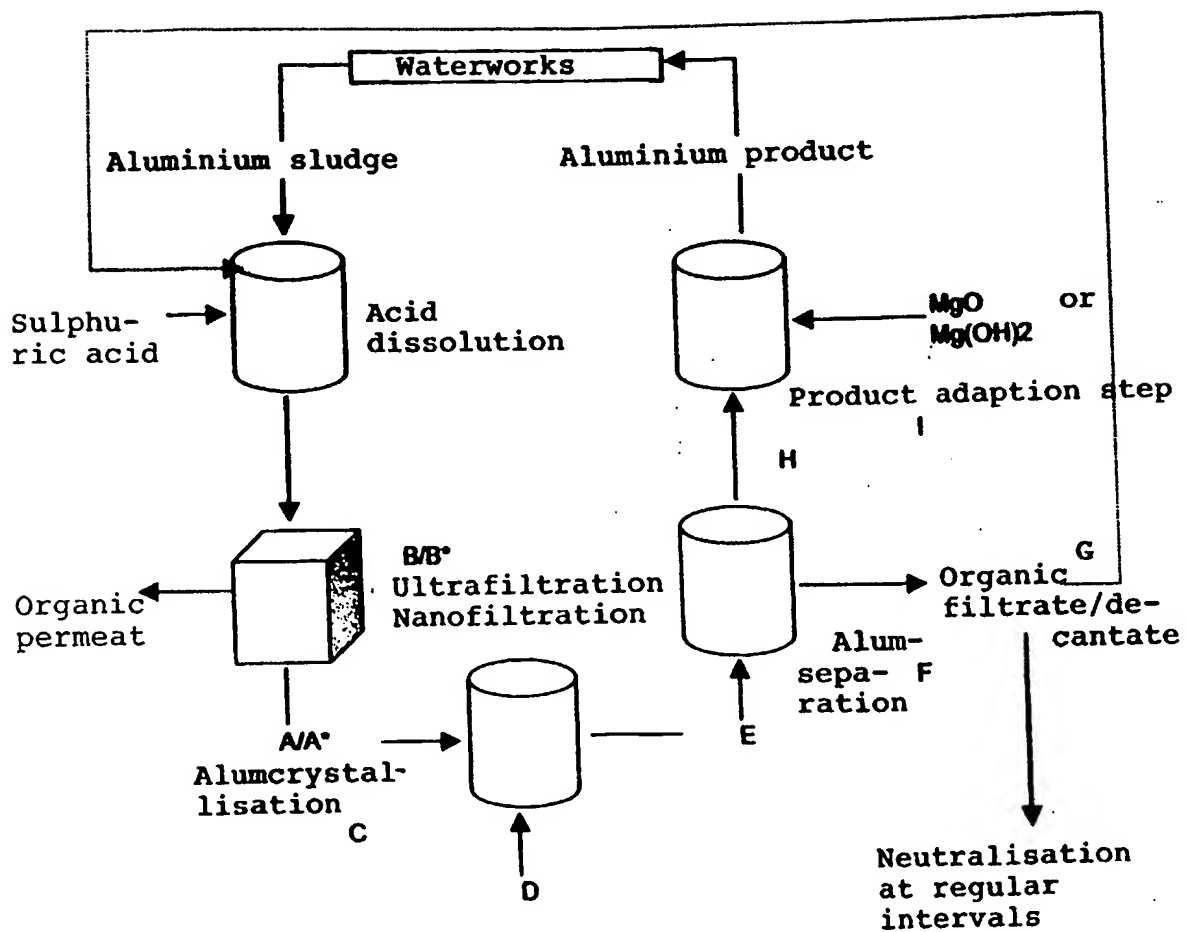 Waterworks
Aluminium sludge
Aluminium product
Sulphu-
ric acid
Acid
dissolution
MgO or
Mg(OH)2
Product adaption step
I
H
B/B*
Ultrafiltration
Nanofiltration
Organic
permeat
G
Organic
filtrate/de-
cantate
Alum-
sepa- F
ration
A/A*
E
Alumcrystal-
lisation
C
D
Neutralisation
at regular
intervals